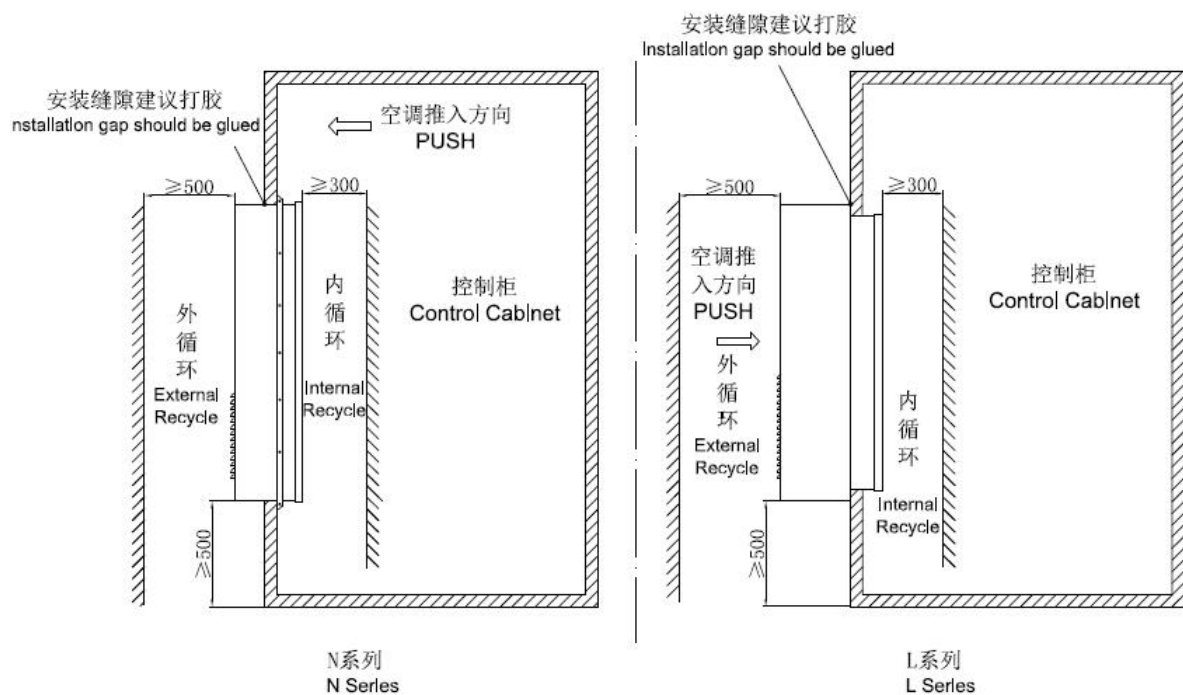 安装缝隙建议打胶
nstallation gap should be glued
空调推入方向
PUSH
≥500
≥300
外
循
环
External
Recycle
内
循
环
Internal
Recycle
控制柜
Control Cabinet
≥500
N系列
N Series
安装缝隙建议打胶
Installation gap should be glued
≥500
≥300
空调推
入方向
PUSH
外
循
环
External
Recycle
内
循
环
Internal
Recycle
控制柜
Control Cabinet
≥500
L系列
L Series